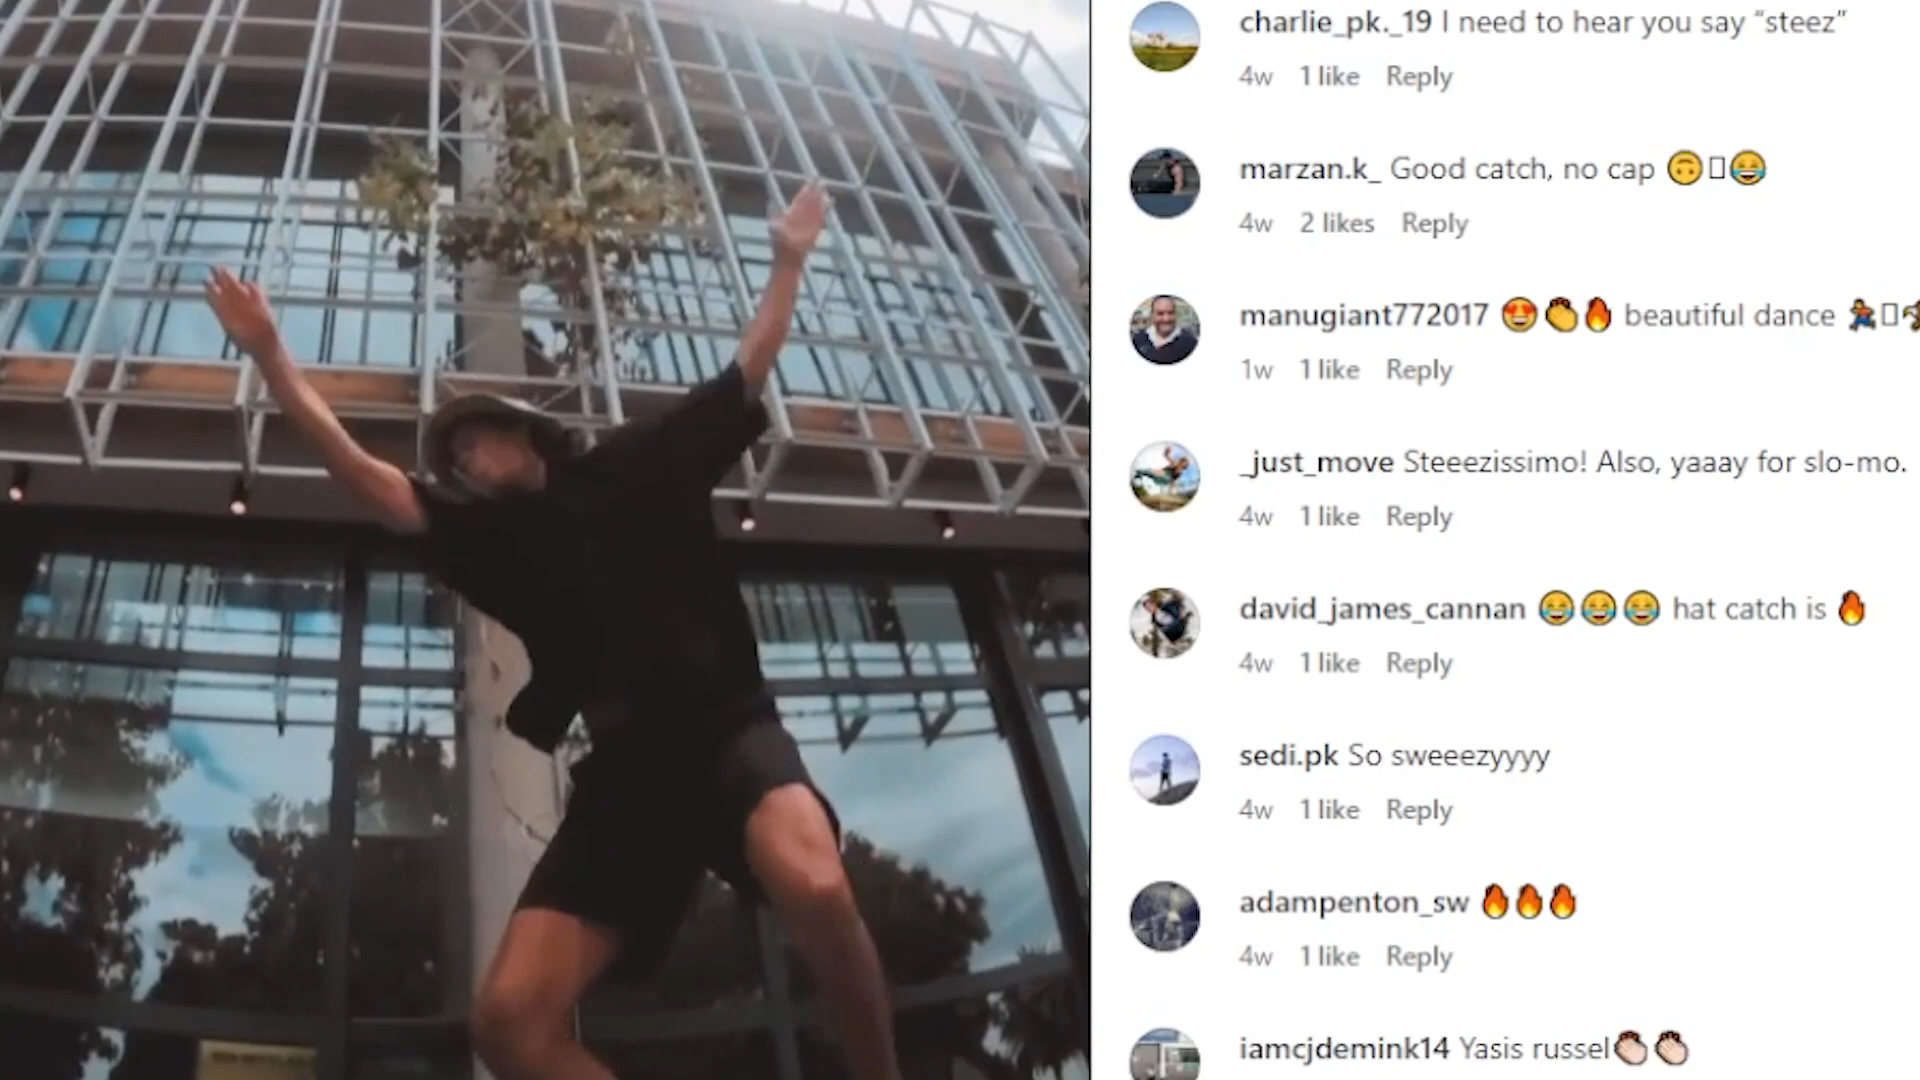 charlie_pk._19 I need to hear you say “steez”
4w 1 like Reply
marzan.k_ Good catch, no cap 🙃▯😂
4w 2 likes Reply
manugiant772017 😍👏🔥 beautiful dance
1w 1 like Reply
_just_move Steeezissimo! Also, yaaay for slo-mo.
4w 1 like Reply
david_james_cannan 😂😂😂 hat catch is 🔥
4w 1 like Reply
sedi.pk So sweeezyyyy
4w 1 like Reply
adampenton_sw 🔥🔥🔥
4w 1 like Reply
iamcjdemink14 Yasis russel👏🏻👏🏻